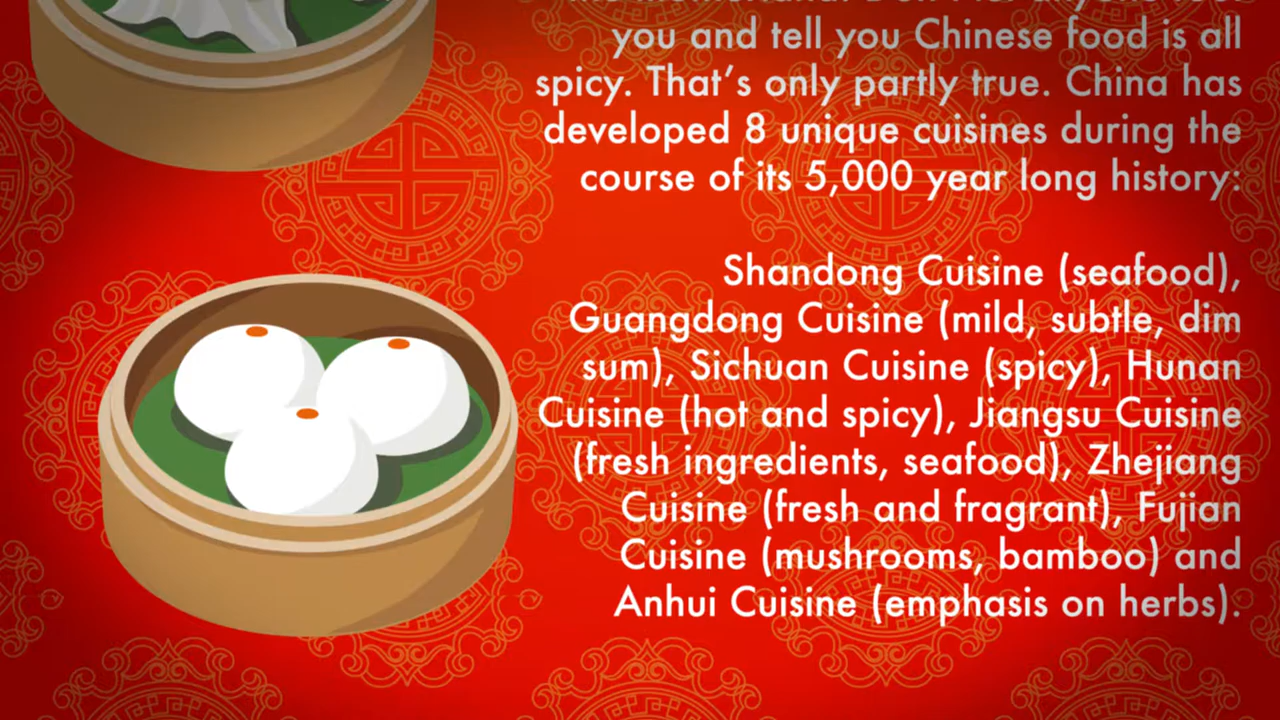 you and tell you Chinese food is all
spicy. That's only partly true. China has
developed 8 unique cuisines during the
course of its 5,000 year long history:
Shandong Cuisine (seafood),
Guangdong Cuisine (mild, subtle, dim
sum), Sichuan Cuisine (spicy), Hunan
Cuisine (hot and spicy), Jiangsu Cuisine
(fresh ingredients, seafood), Zhejiang
Cuisine (fresh and fragrant), Fujian
Cuisine (mushrooms, bamboo) and
Anhui Cuisine (emphasis on herbs).